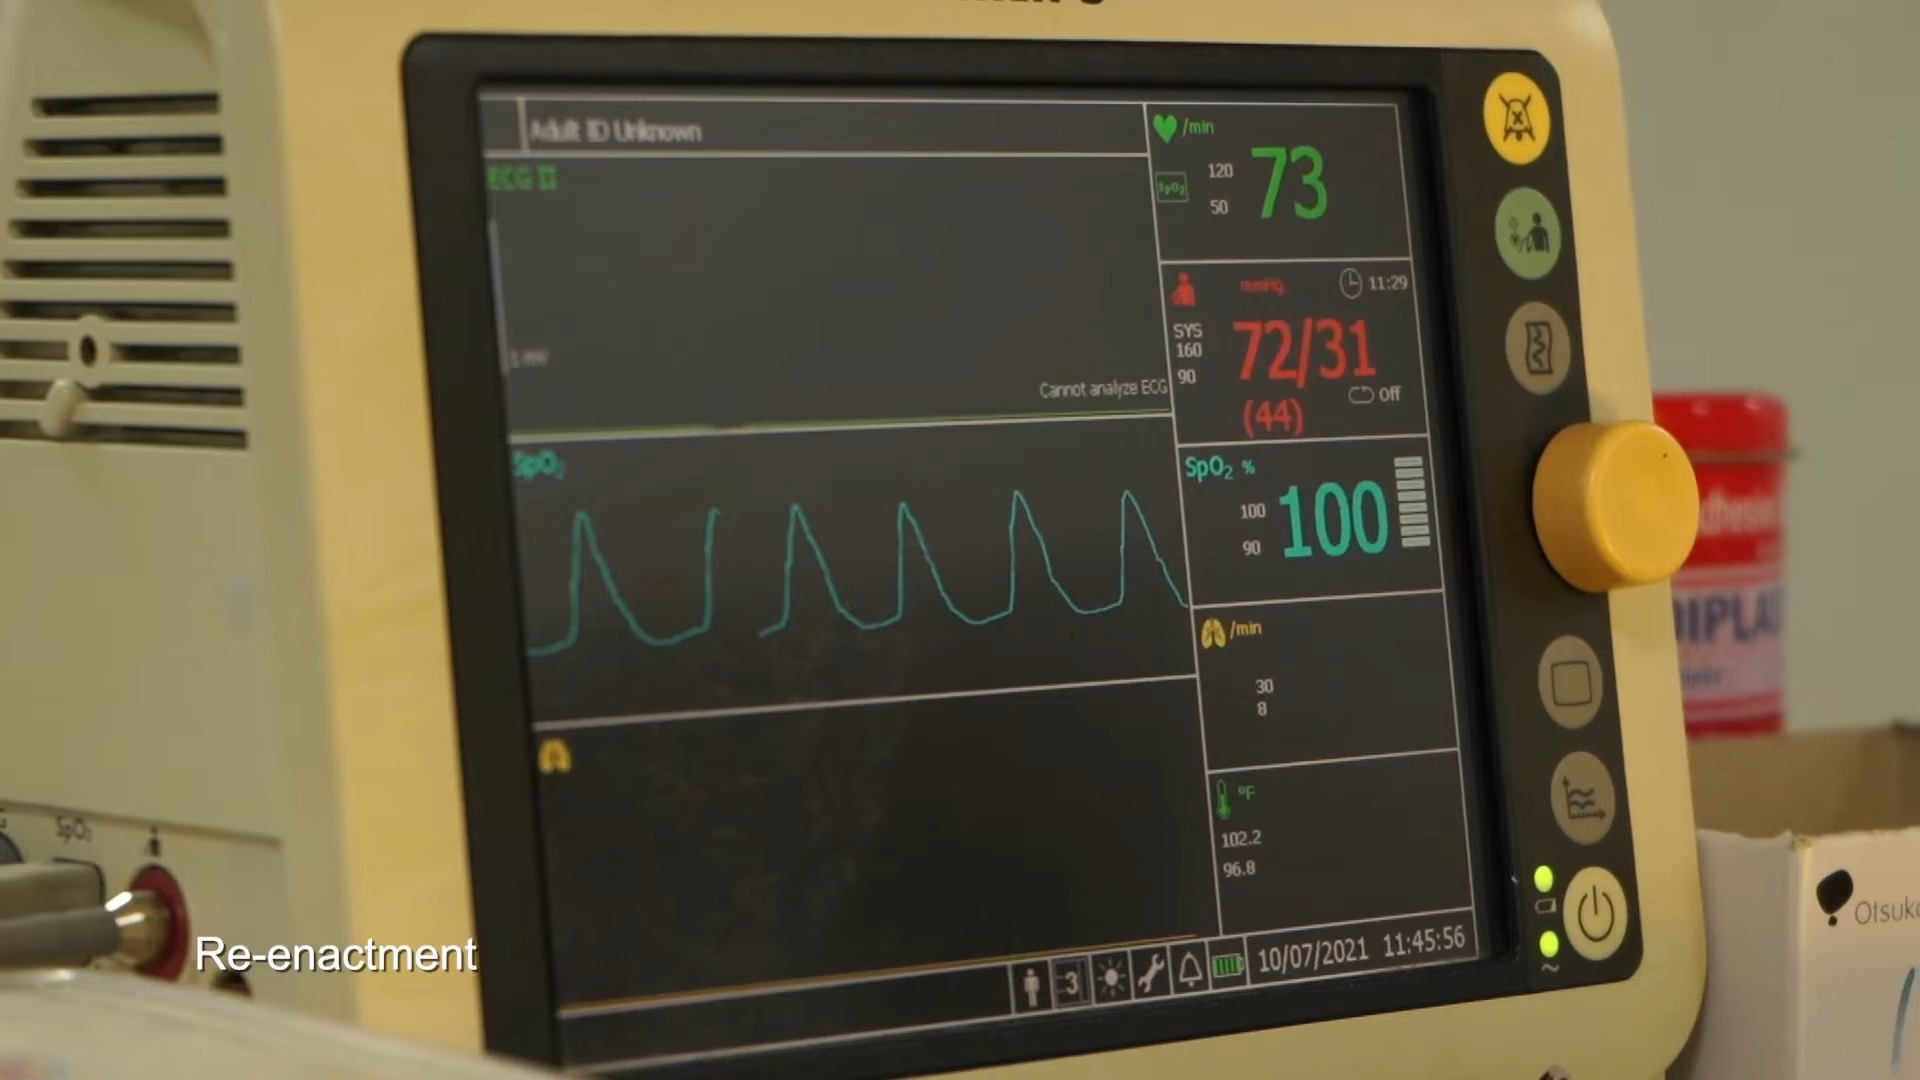 Adult ID Unknown
ECG II
1 mV
Cannot analyze ECG
/min
SpO₂
120
50
73
mmHg
11:29
SYS
160
90
72/31
(44)
Off
SpO₂
SpO₂ %
100
90
100
/min
30
8
°F
102.2
96.8
3
10/07/2021 11:45:56
SpO₂
Re-enactment